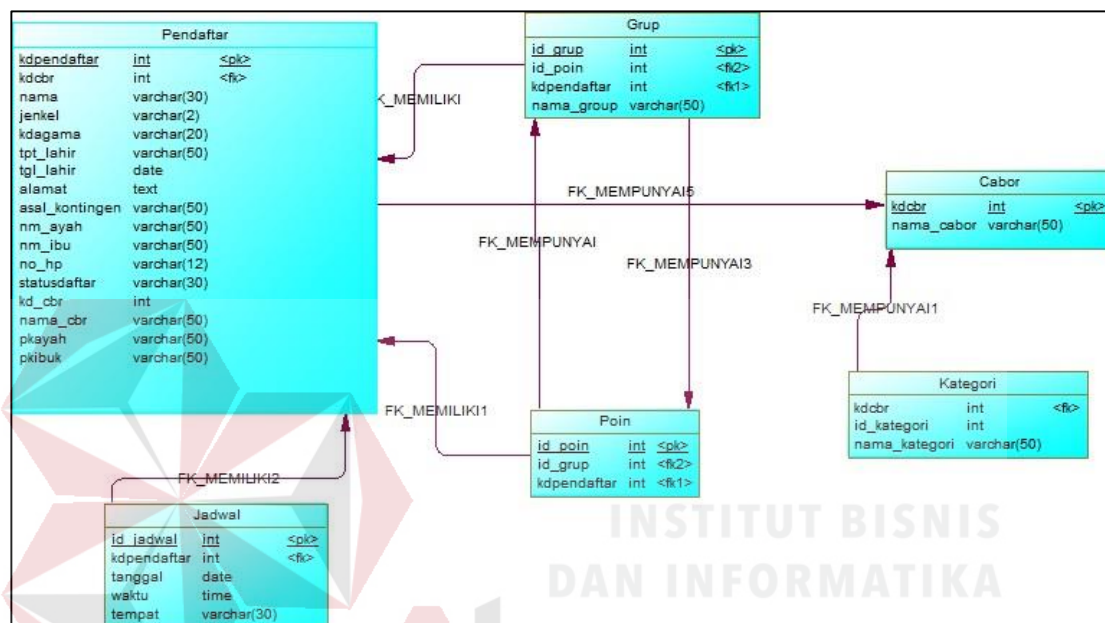 Pendaftar
kdpendaftar int <pk>
kdcbr int <fk>
nama varchar(30)
jenkel varchar(2)
kdagama varchar(20)
tpt_lahir varchar(50)
tgl_lahir date
alamat text
asal_kontingen varchar(50)
nm_ayah varchar(50)
nm_ibu varchar(50)
no_hp varchar(12)
statusdaftar varchar(30)
kd_cbr int
nama_cbr varchar(50)
pkayah varchar(50)
pkibuk varchar(50)
FK_MEMILIKI
Grup
id_grup int <pk>
id_poin int <fk2>
kdpendaftar int <fk1>
nama_group varchar(50)
FK_MEMPUNYAI5
FK_MEMPUNYAI
FK_MEMPUNYAI3
Cabor
kdcbr int <pk>
nama_cabor varchar(50)
FK_MEMPUNYAI1
Kategori
kdcbr int <fk>
id_kategori int
nama_kategori varchar(50)
FK_MEMILIKI1
Poin
id_poin int <pk>
id_grup int <fk2>
kdpendaftar int <fk1>
FK_MEMILIKI2
Jadwal
id_jadwal int <pk>
kdpendaftar int <fk>
tanggal date
waktu time
tempat varchar(30)
INSTITUT BISNIS
DAN INFORMATIKA